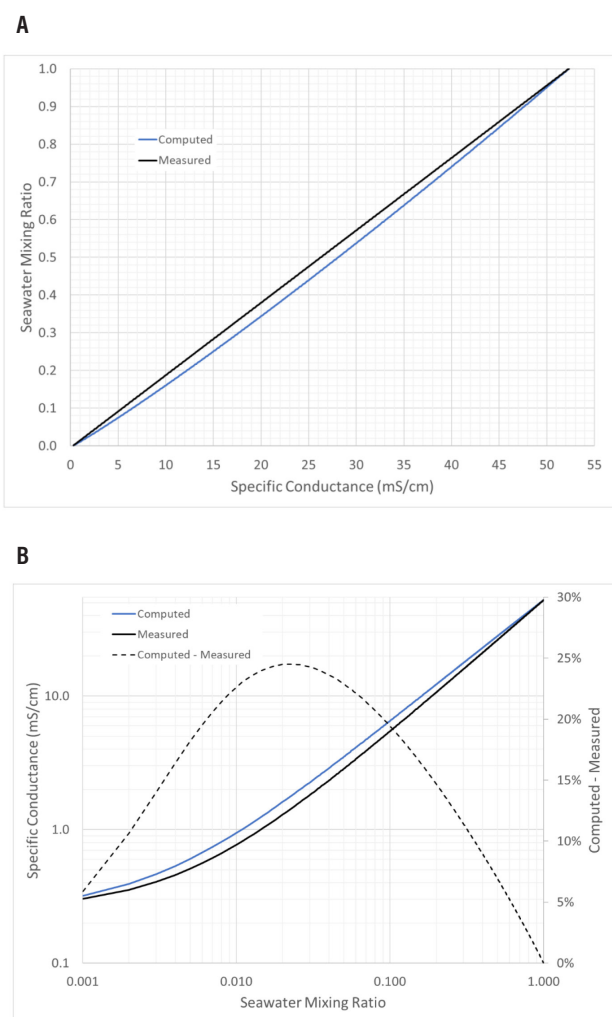 A
1.0
0.9
0.8
0.7
0.6
0.5
0.4
0.3
0.2
0.1
0.0
Seawater Mixing Ratio
Computed
Measured
0 5 10 15 20 25 30 35 40 45 50 55
Specific Conductance (mS/cm)
B
Computed
Measured
Computed - Measured
10.0
1.0
0.1
Specific Conductance (mS/cm)
30%
25%
20%
15%
10%
5%
0%
Computed - Measured
0.001 0.010 0.100 1.000
Seawater Mixing Ratio